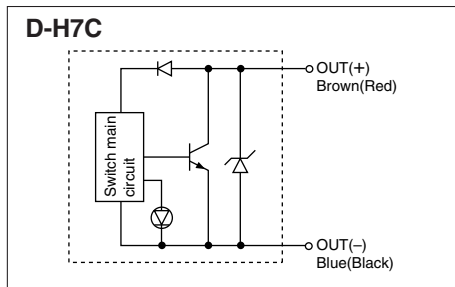 D-H7C
OUT(+)
Brown(Red)
Switch main
circuit
OUT(–)
Blue(Black)